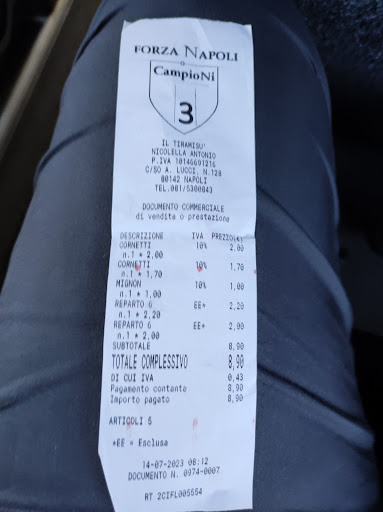 FORZA NAPOLI
CampioNi
3
IL TIRAMISU'
NICOLELLA ANTONIO
P.IVA 10146691216
C/SO A. LUCCI, N.128
80142 NAPOLI
TEL.081/5300843
DOCUMENTO COMMERCIALE
di vendita o prestazione
DESCRIZIONE IVA PREZZO(€)
CORNETTI 10% 2,00
n.1 * 2,00
CORNETTI 10% 1,70
n.1 * 1,70
MIGNON 10% 1,00
n.1 * 1,00
REPARTO 6 EE* 2,20
n.1 * 2,20
REPARTO 6 EE* 2,00
n.1 * 2,00
SUBTOTALE 8,90
TOTALE COMPLESSIVO 8,90
DI CUI IVA 0,43
Pagamento contante 8,90
Importo pagato 8,90
ARTICOLI 5
*EE = Esclusa
14-07-2023 08:12
DOCUMENTO N. 0974-0007
RT 2CIFL005554